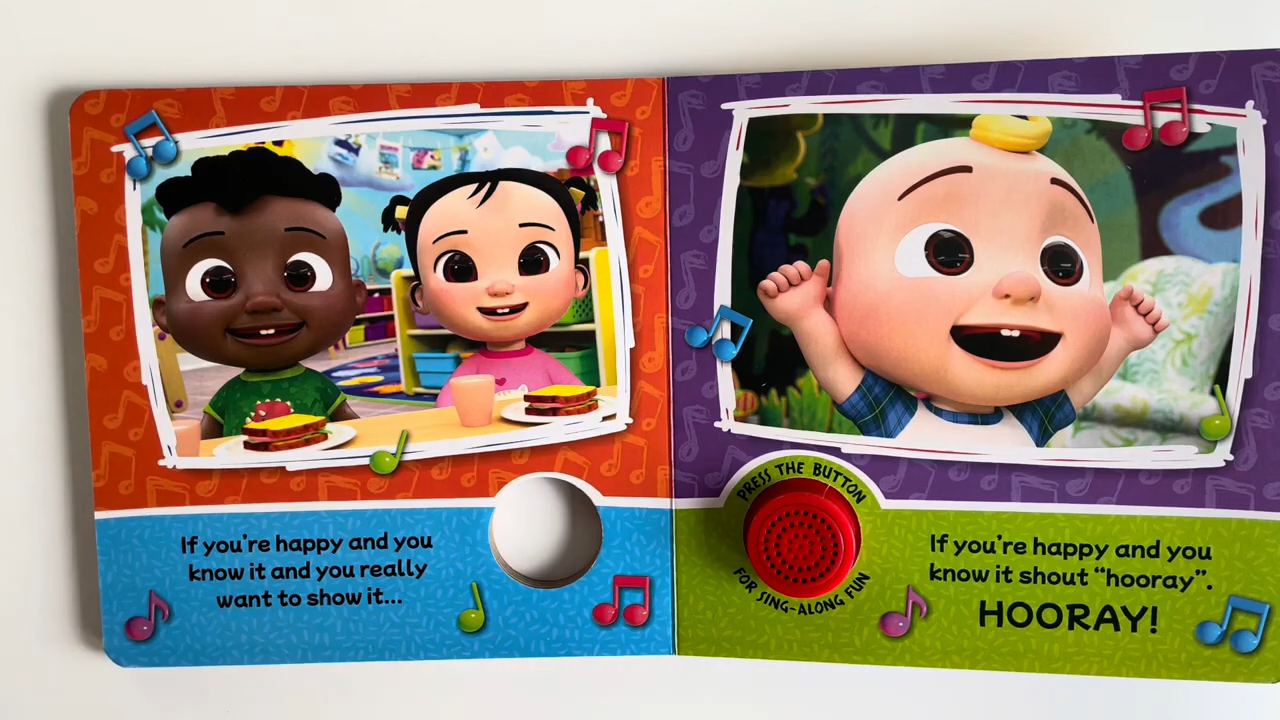 If you're happy and you
know it and you really
want to show it...
PRESS THE BUTTON
FOR SING-ALONG FUN
If you're happy and you
know it shout "hooray".
HOORAY!